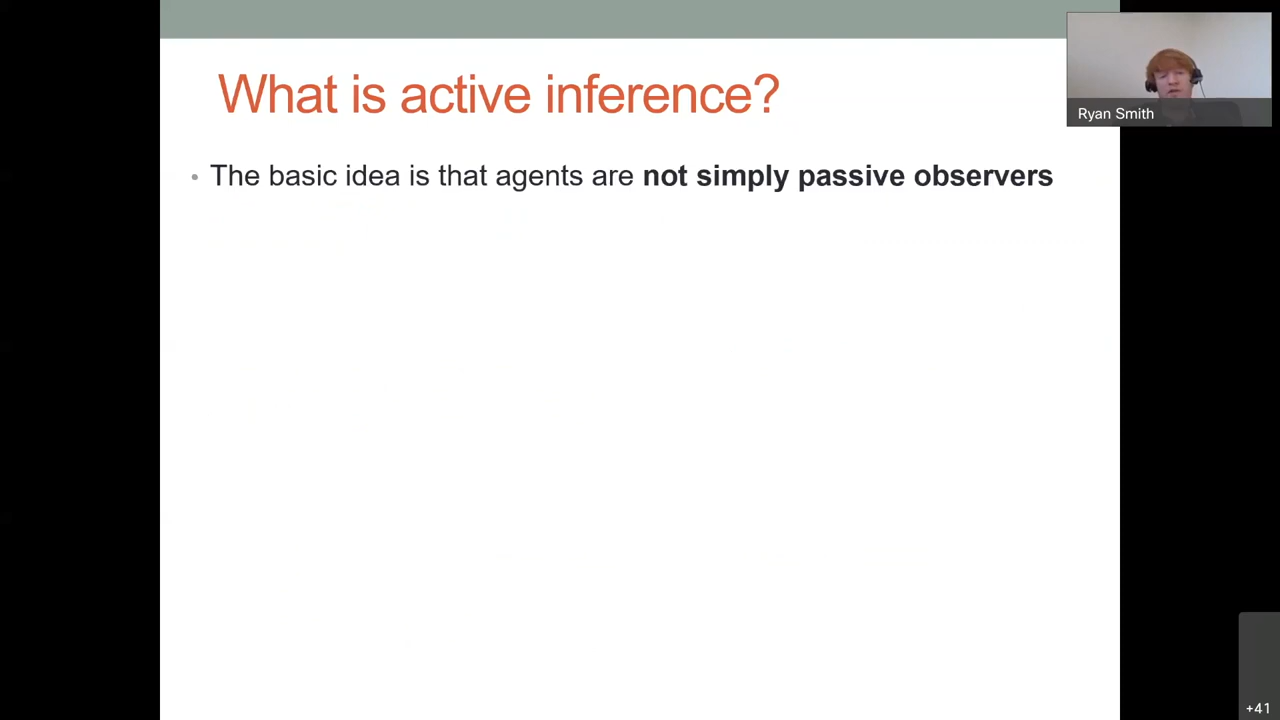 What is active inference?
Ryan Smith
• The basic idea is that agents are not simply passive observers
+41